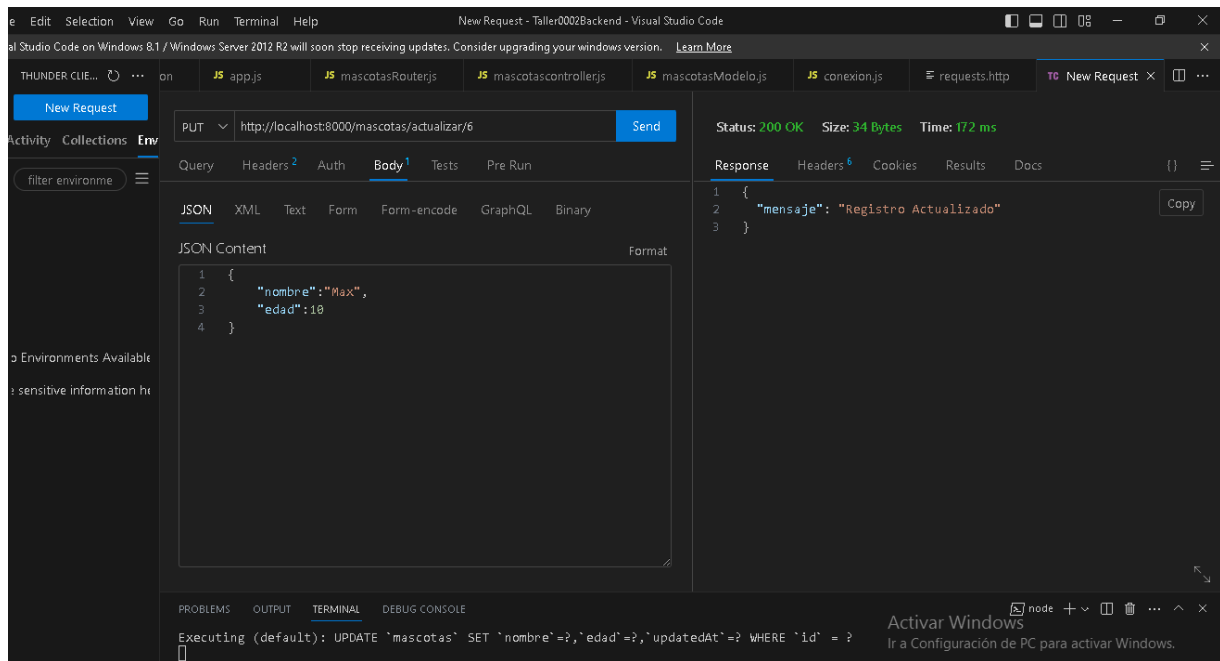 e Edit Selection View Go Run Terminal Help New Request - Taller0002Backend - Visual Studio Code
al Studio Code on Windows 8.1 / Windows Server 2012 R2 will soon stop receiving updates. Consider upgrading your windows version. Learn More
THUNDER CLIE... ... on JS app.js JS mascotasRouter.js JS mascotascontroller.js JS mascotasModelo.js JS conexion.js requests.http TC New Request ...
New Request
Activity Collections Env
filter environme
o Environments Available
e sensitive information he
PUT http://localhost:8000/mascotas/actualizar/6 Send
Query Headers 2 Auth Body 1 Tests Pre Run
JSON XML Text Form Form-encode GraphQL Binary
JSON Content Format
1 {
2 "nombre":"Max",
3 "edad":10
4 }
Status: 200 OK Size: 34 Bytes Time: 172 ms
Response Headers 6 Cookies Results Docs {}
1 {
2 "mensaje": "Registro Actualizado"
3 }
Copy
PROBLEMS OUTPUT TERMINAL DEBUG CONSOLE node ...
Executing (default): UPDATE `mascotas` SET `nombre`=?,`edad`=?,`updatedAt`=? WHERE `id` = ?
Activar Windows
Ir a Configuración de PC para activar Windows.